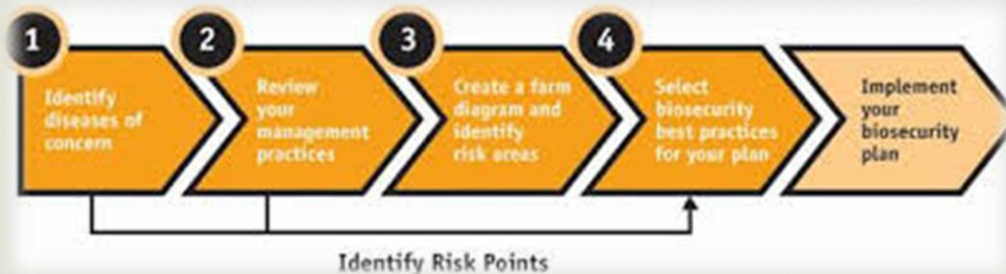 1
Identify
diseases of
concern
2
Review
your
management
practices
3
Create a farm
diagram and
identify
risk areas
4
Select
biosecurity
best practices
for your plan
Implement
your
biosecurity
plan
Identify Risk Points